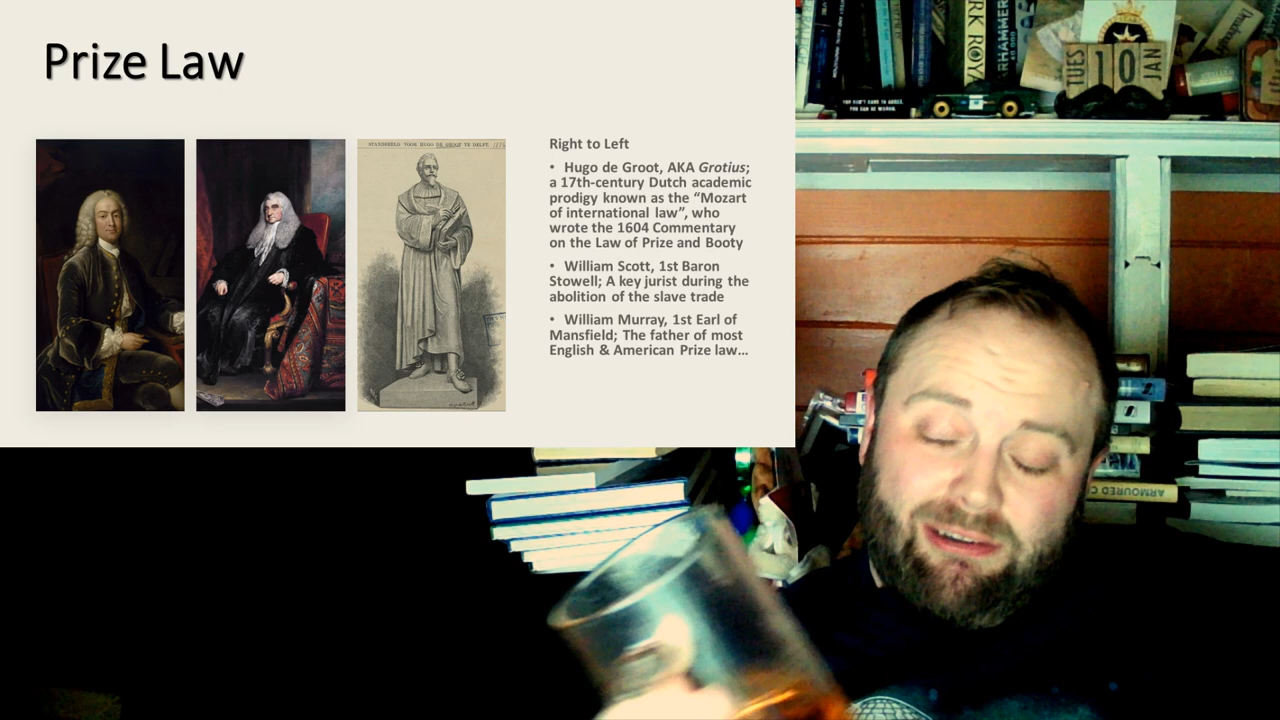 Prize Law
STANDBEELD VOOR HUGO DE GROOT TE DELFT.
Right to Left
• Hugo de Groot, AKA Grotius;
a 17th-century Dutch academic
prodigy known as the “Mozart
of international law”, who
wrote the 1604 Commentary
on the Law of Prize and Booty
• William Scott, 1st Baron
Stowell; A key jurist during the
abolition of the slave trade
• William Murray, 1st Earl of
Mansfield; The father of most
English & American Prize law…
TUES 10 JAN
ARMOURED